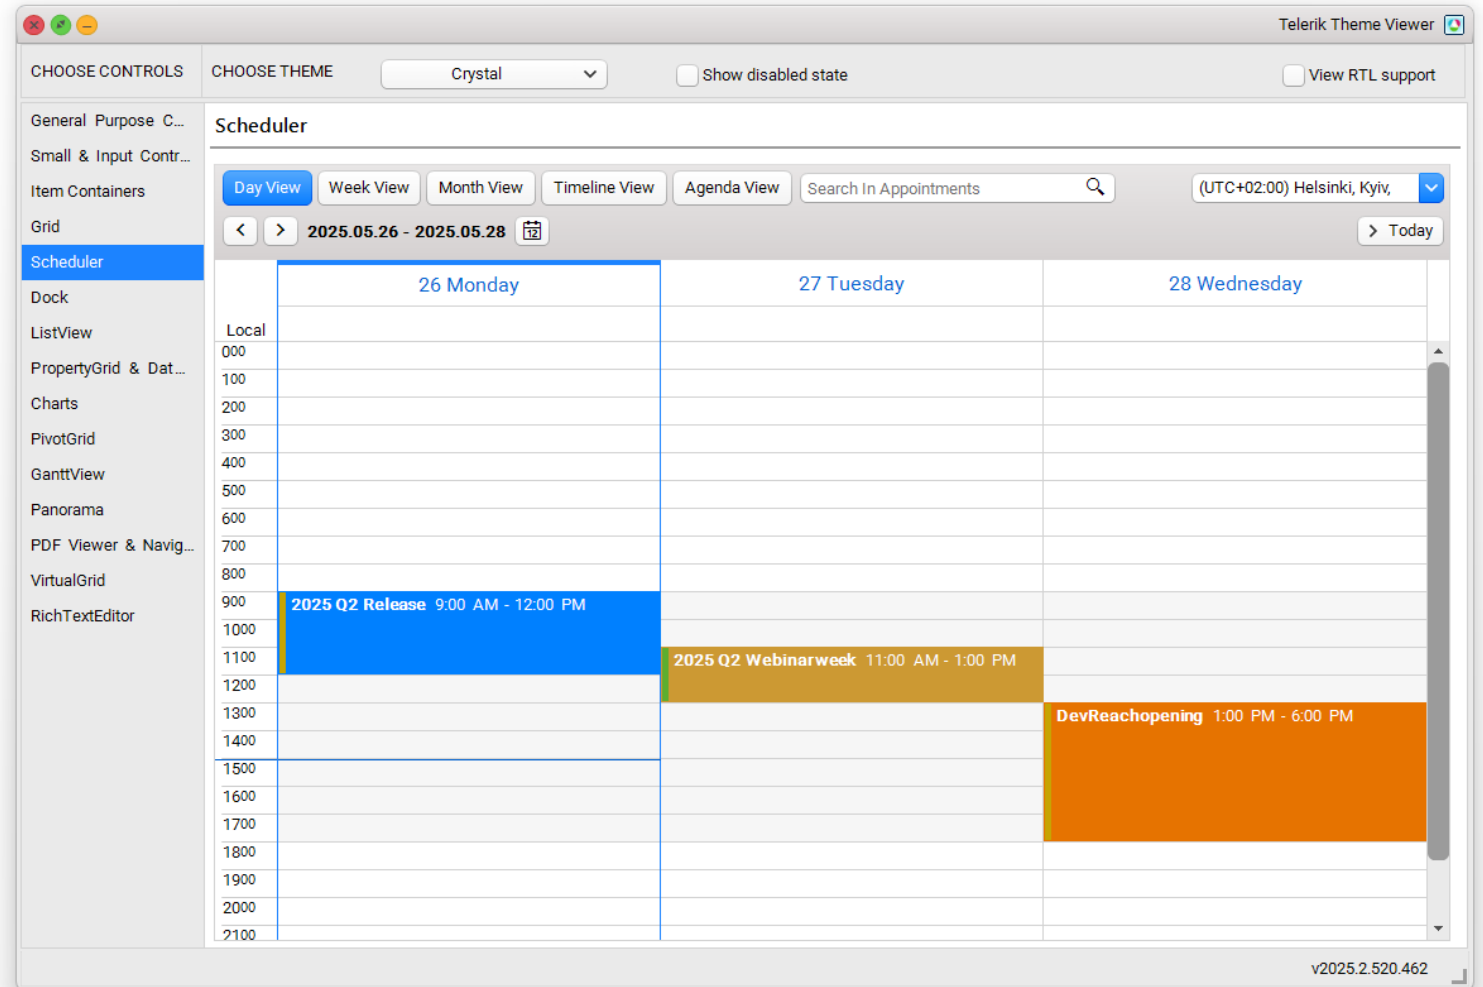 Telerik Theme Viewer
CHOOSE CONTROLS
CHOOSE THEME
Crystal
Show disabled state
View RTL support
General Purpose C...
Small & Input Contr...
Item Containers
Grid
Scheduler
Dock
ListView
PropertyGrid & Dat...
Charts
PivotGrid
GanttView
Panorama
PDF Viewer & Navig...
VirtualGrid
RichTextEditor
Scheduler
Day View
Week View
Month View
Timeline View
Agenda View
Search In Appointments
(UTC+02:00) Helsinki, Kyiv,
2025.05.26 - 2025.05.28
12
Today
26 Monday
27 Tuesday
28 Wednesday
Local
000
100
200
300
400
500
600
700
800
900
1000
1100
1200
1300
1400
1500
1600
1700
1800
1900
2000
2100
2025 Q2 Release 9:00 AM - 12:00 PM
2025 Q2 Webinarweek 11:00 AM - 1:00 PM
DevReachopening 1:00 PM - 6:00 PM
v2025.2.520.462